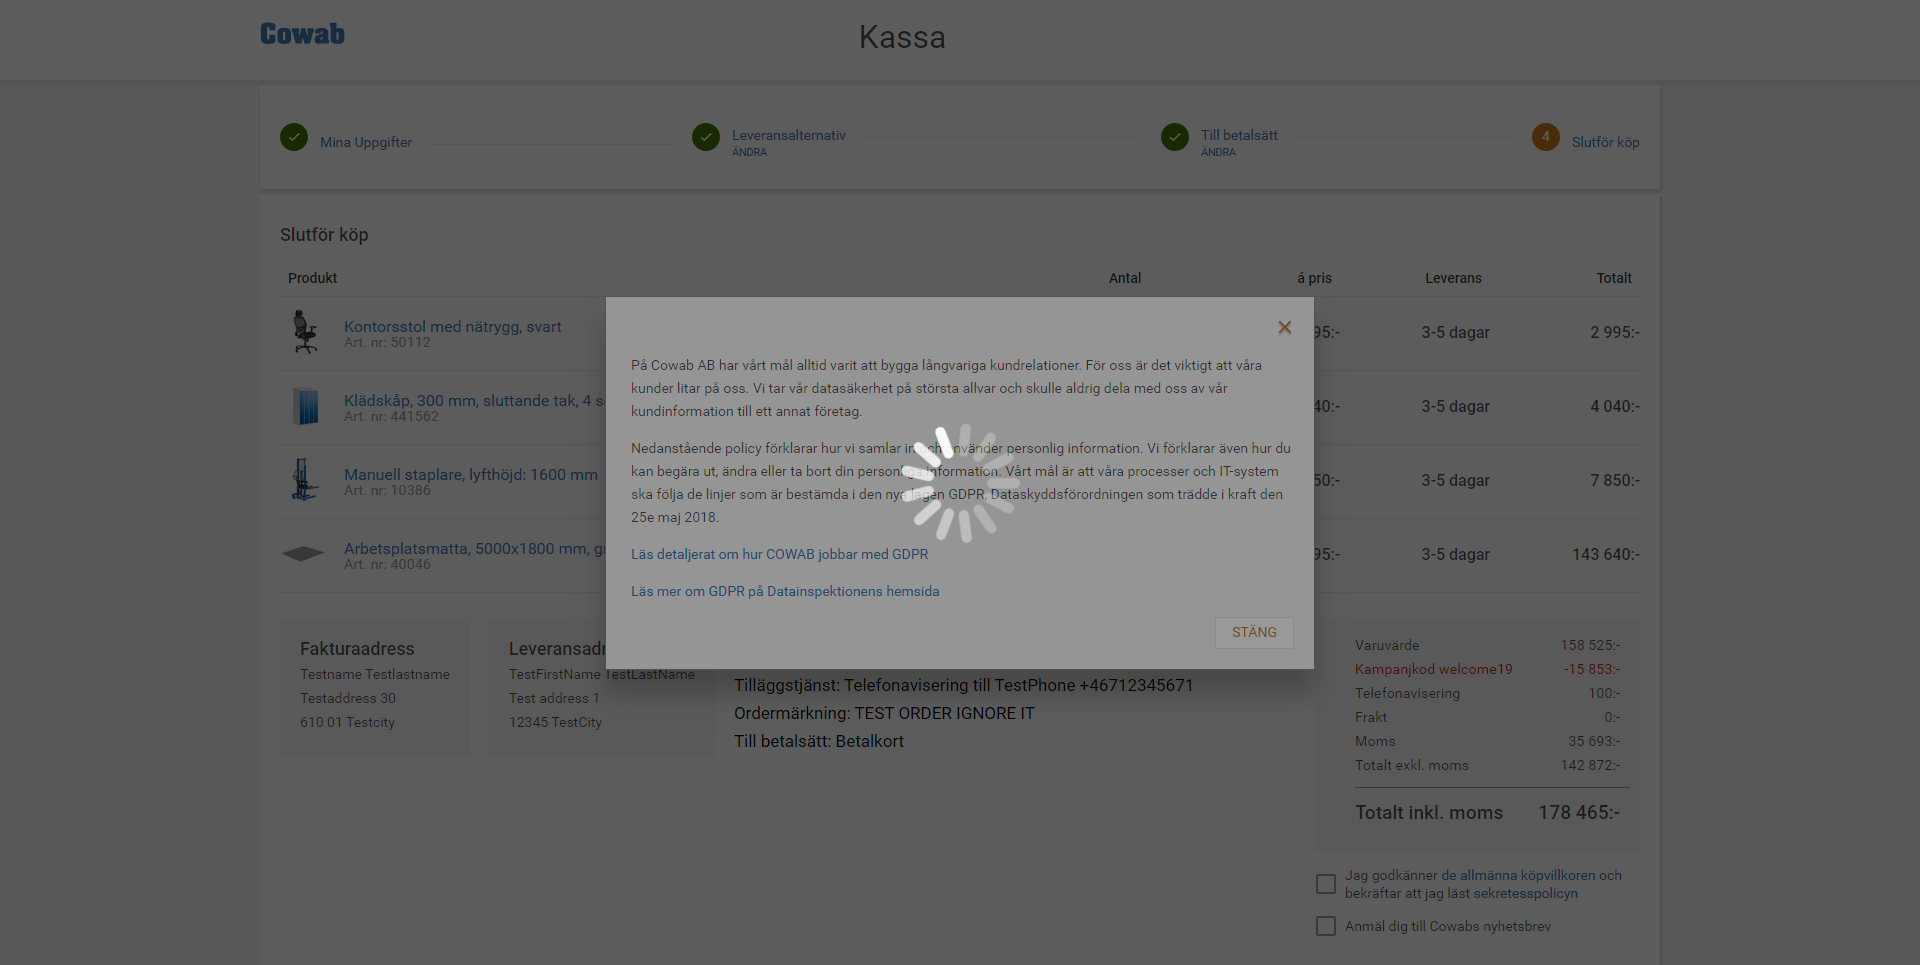 Cowab
Kassa
Mina Uppgifter
Leveransalternativ
ÄNDRA
Till betalsätt
ÄNDRA
4
Slutför köp
Slutför köp
Produkt Antal á pris Leverans Totalt
Kontorsstol med nätrygg, svart
Art. nr: 50112
95:- 3-5 dagar 2 995:-
Klädskåp, 300 mm, sluttande tak, 4
Art. nr: 441562
40:- 3-5 dagar 4 040:-
Manuell staplare, lyfthöjd: 1600 mm
Art. nr: 10386
50:- 3-5 dagar 7 850:-
Arbetsplatsmatta, 5000x1800 mm,
Art. nr: 40046
95:- 3-5 dagar 143 640:-
På Cowab AB har vårt mål alltid varit att bygga långvariga kundrelationer. För oss är det viktigt att våra
kunder litar på oss. Vi tar vår datasäkerhet på största allvar och skulle aldrig dela med oss av vår
kundinformation till ett annat företag.
Nedanstående policy förklarar hur vi samlar in och använder personlig information. Vi förklarar även hur du
kan begära ut, ändra eller ta bort din personliga information. Vårt mål är att våra processer och IT-system
ska följa de linjer som är bestämda i den nya lagen GDPR, Dataskyddsförordningen som trädde i kraft den
25e maj 2018.
Läs detaljerat om hur COWAB jobbar med GDPR
Läs mer om GDPR på Datainspektionens hemsida
STÄNG
Fakturaadress
Testname Testlastname
Testaddress 30
610 01 Testcity
Leveransadr
TestFirstName TestLastName
Test address 1
12345 TestCity
Tilläggstjänst: Telefonavisering till TestPhone +46712345671
Ordermärkning: TEST ORDER IGNORE IT
Till betalsätt: Betalkort
Varuvärde 158 525:-
Kampanjkod welcome19 -15 853:-
Telefonavisering 100:-
Frakt 0:-
Moms 35 693:-
Totalt exkl. moms 142 872:-
Totalt inkl. moms 178 465:-
Jag godkänner de allmänna köpvillkoren och
bekräftar att jag läst sekretesspolicyn
Anmäl dig till Cowabs nyhetsbrev